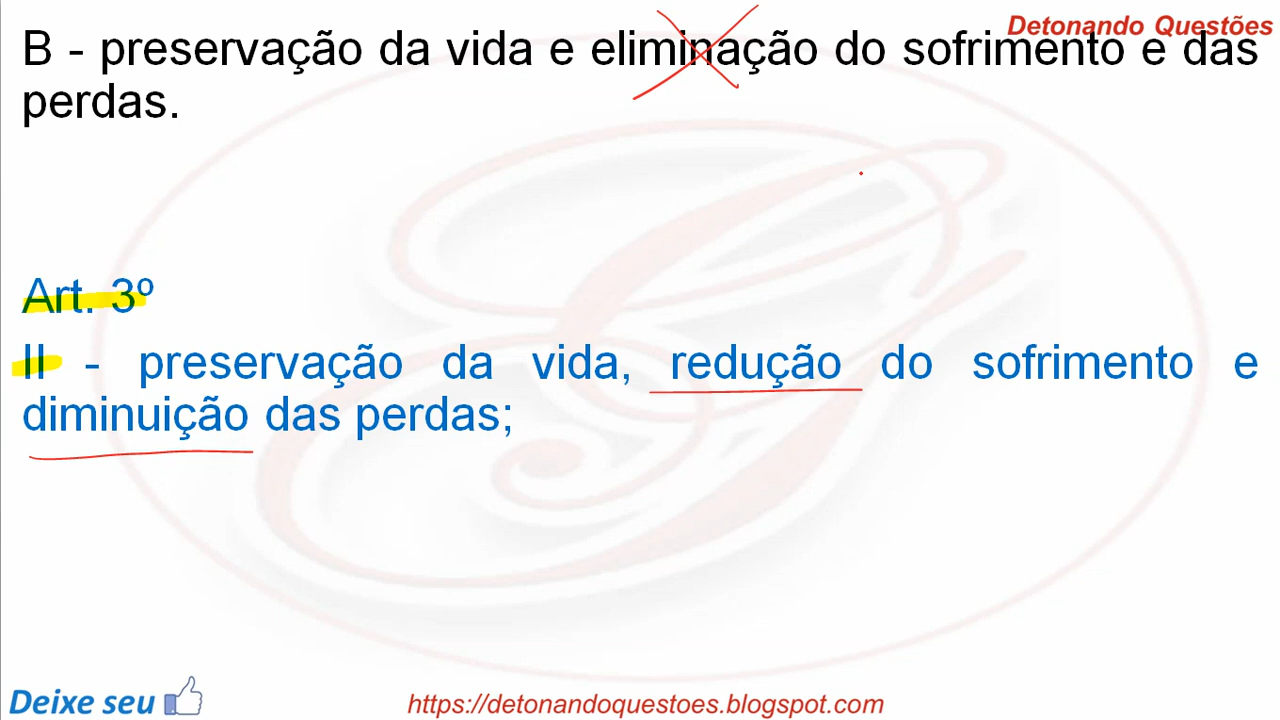 Detonando Questões
B - preservação da vida e eliminação do sofrimento e das
perdas.
Art. 3º
II - preservação da vida, redução do sofrimento e
diminuição das perdas;
Deixe seu
https://detonandoquestoes.blogspot.com